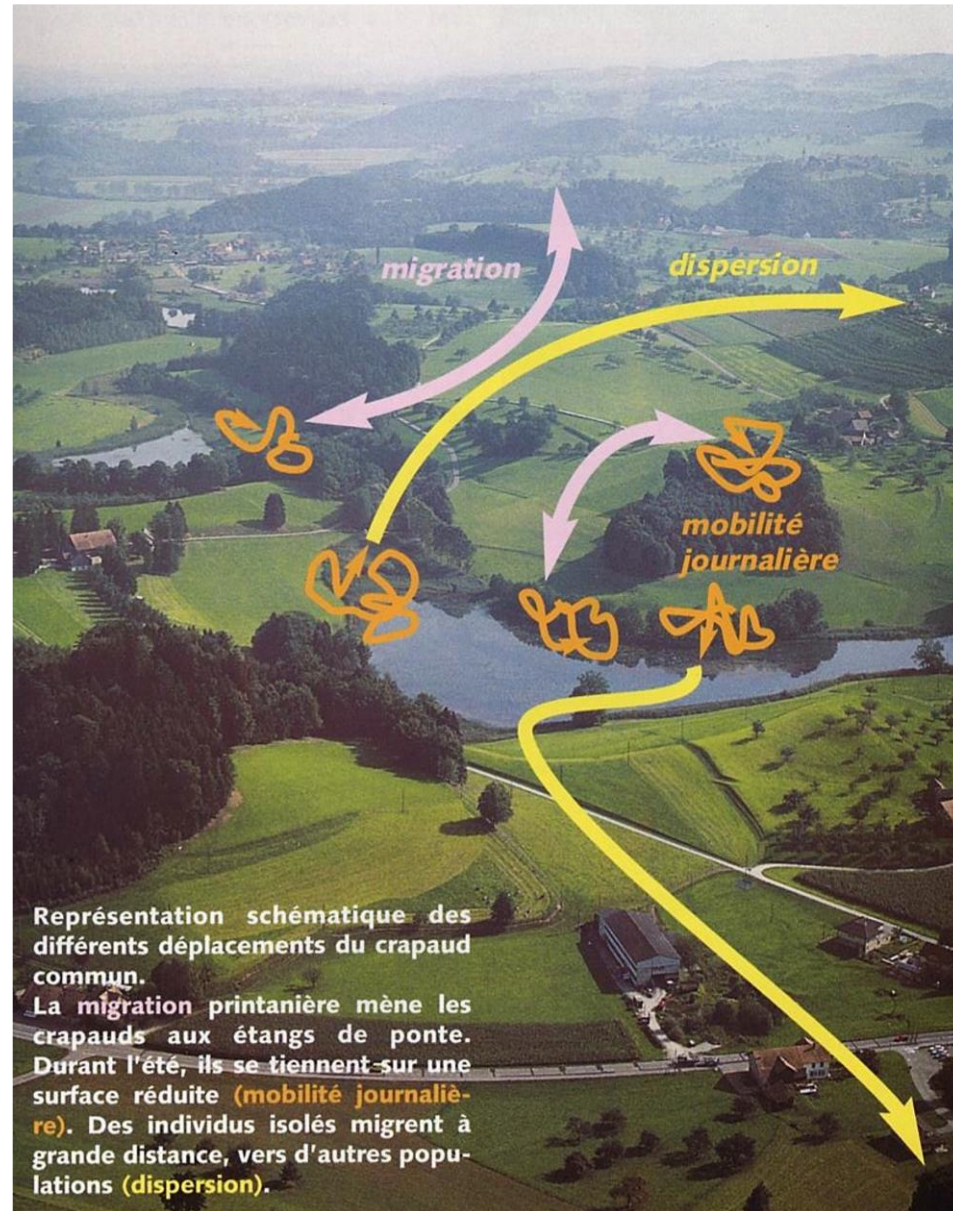 migration
dispersion
mobilité
journalière
Représentation schématique des
différents déplacements du crapaud
commun.
La migration printanière mène les
crapauds aux étangs de ponte.
Durant l'été, ils se tiennent sur une
surface réduite (mobilité journaliè-
re). Des individus isolés migrent à
grande distance, vers d'autres popu-
lations (dispersion).